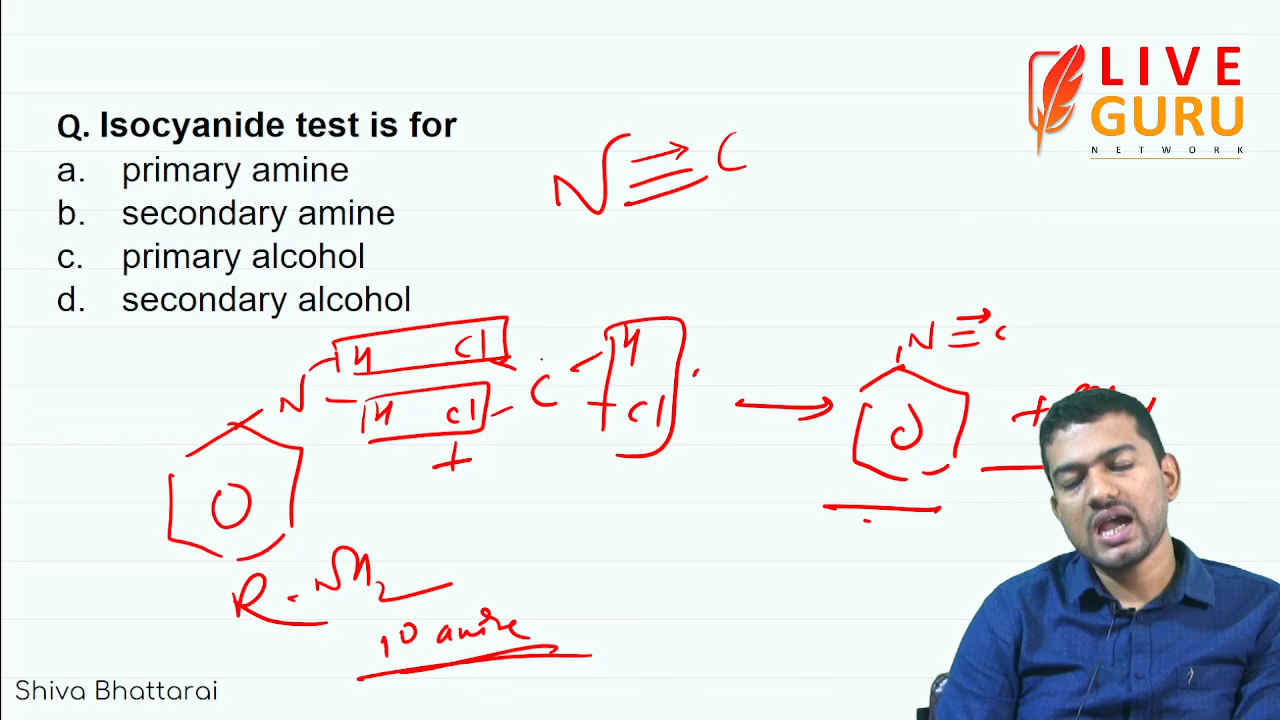 LIVE
GURU
NETWORK
Q. Isocyanide test is for
a. primary amine
b. secondary amine
c. primary alcohol
d. secondary alcohol
N≡C
N H Cl C H
H Cl Cl
+
N≡C
+
R-NH2
1° amine
Shiva Bhattarai